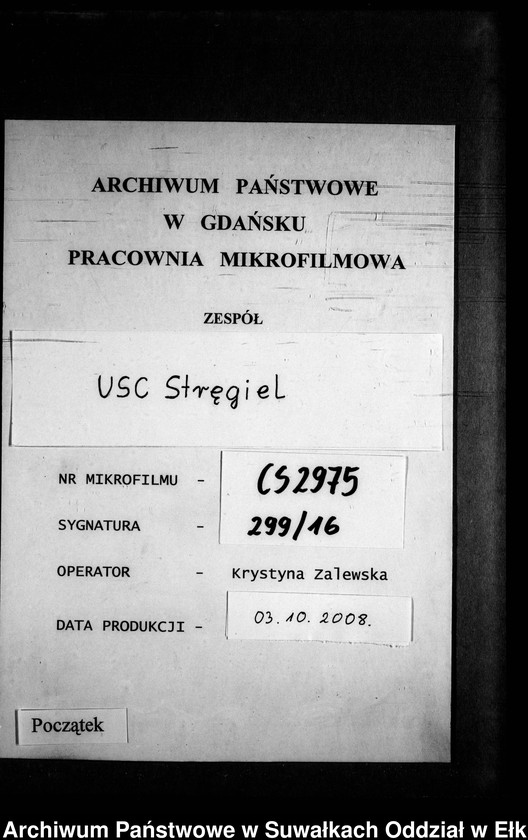 ARCHIWUM PAŃSTWOWE
W GDAŃSKU
PRACOWNIA MIKROFILMOWA
ZESPÓŁ
USC Stręgiel
NR MIKROFILMU - CS2975
SYGNATURA - 299/16
OPERATOR - Krystyna Zalewska
DATA PRODUKCJI - 03.10.2008.
Początek
Archiwum Państwowe w Suwałkach Oddział w Ełk